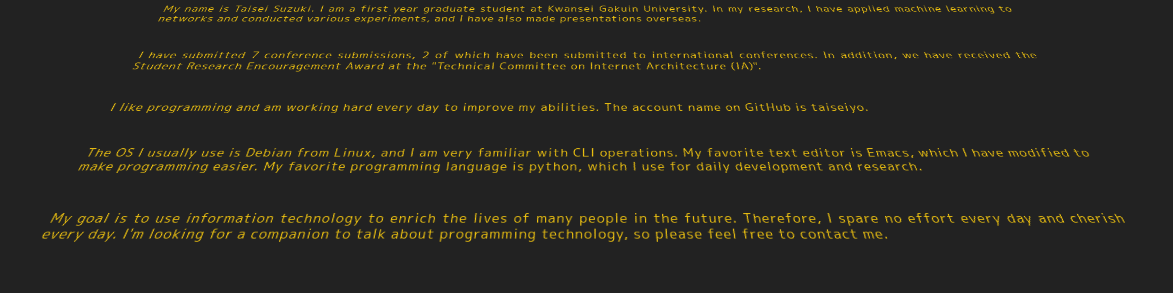 My name is Taisei Suzuki. I am a first year graduate student at Kwansei Gakuin University. In my research, I have applied machine learning to
networks and conducted various experiments, and I have also made presentations overseas.
I have submitted 7 conference submissions, 2 of which have been submitted to international conferences. In addition, we have received the
Student Research Encouragement Award at the "Technical Committee on Internet Architecture (IA)".
I like programming and am working hard every day to improve my abilities. The account name on GitHub is taiseiyo.
The OS I usually use is Debian from Linux, and I am very familiar with CLI operations. My favorite text editor is Emacs, which I have modified to
make programming easier. My favorite programming language is python, which I use for daily development and research.
My goal is to use information technology to enrich the lives of many people in the future. Therefore, I spare no effort every day and cherish
every day. I'm looking for a companion to talk about programming technology, so please feel free to contact me.